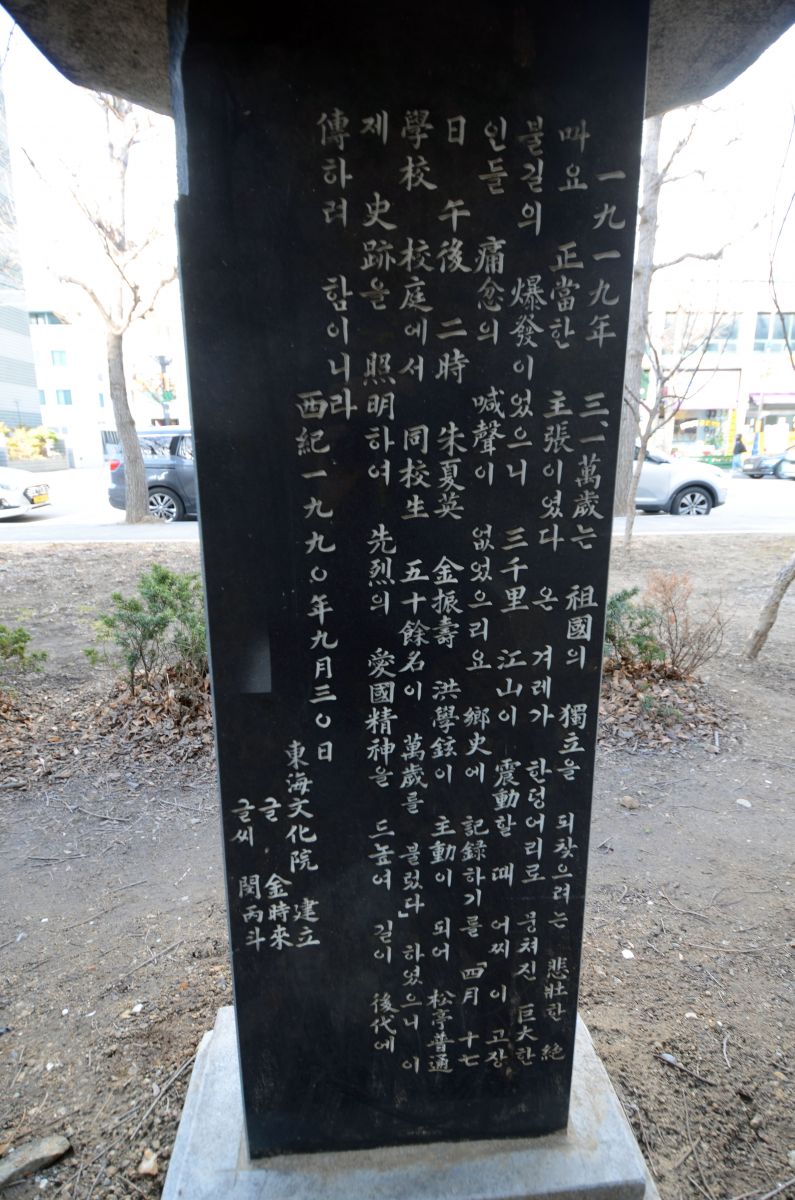 一九一九年 三.一萬歲는 祖國의 獨立을 되찾으려는 悲壯한 絶
叫요 正當한 主張이였다 온 겨레가 한덩어리로 뭉쳐진 巨大한
불길의 爆發이였으니 三千里 江山이 震動할 때 어찌 이 고장
인들 痛忿의 喊聲이 없었으리요 鄕史에 記錄하기를 「四月 十七
日 午後 二時 朱夏英 金振壽 洪學鉉이 主動이 되어 松亭普通
學校 校庭에서 同校生 五十餘名이 萬歲를 불렀다」하였으니 이
제 史跡을 照明하여 先烈의 愛國精神을 드높여 길이 後代에
傳하려 함이니라
西紀一九九〇年九月三〇日
東海文化院 建立
글 金時來
글씨 閔丙斗